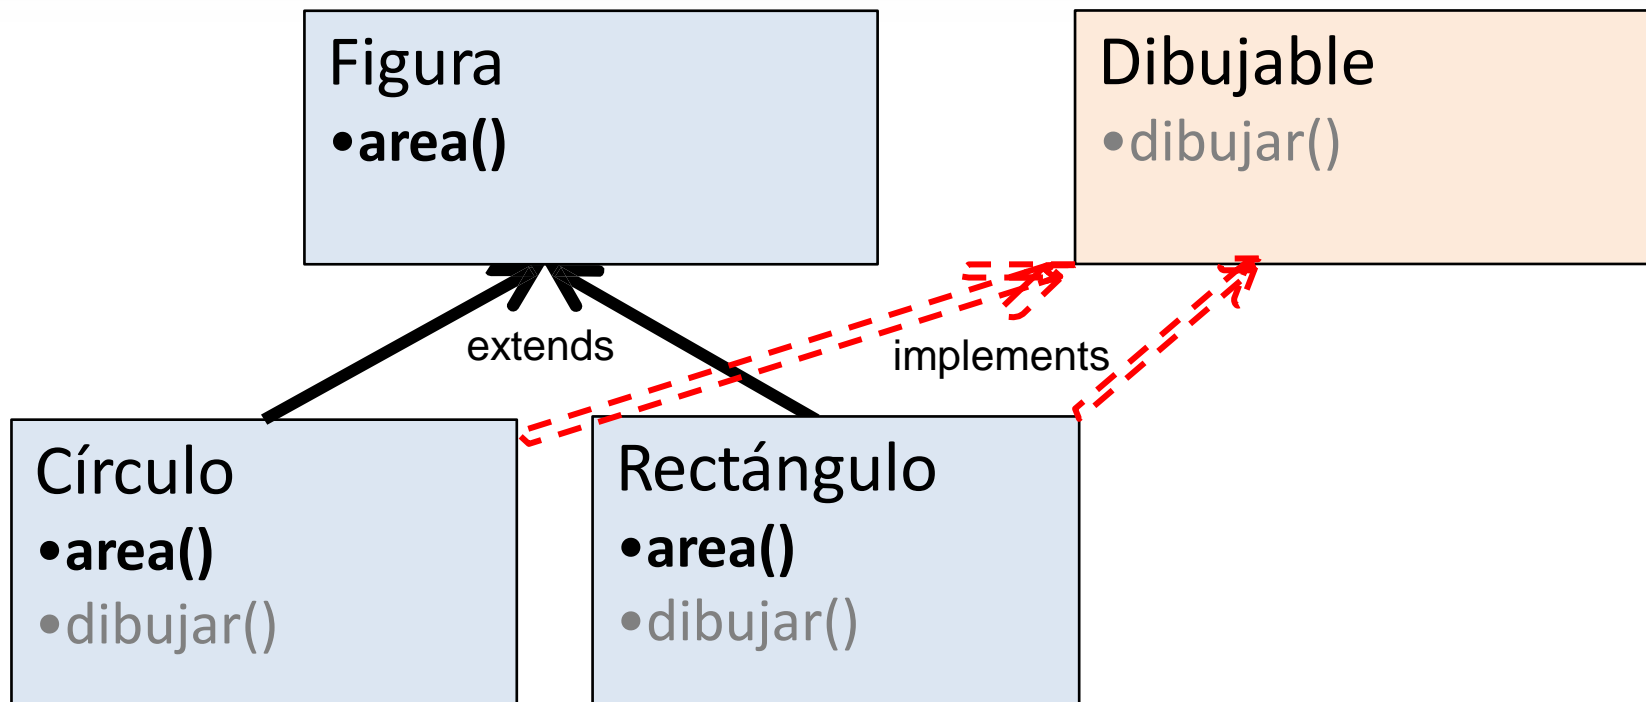 Figura
•area()
Dibujable
•dibujar()
extends
implements
Círculo
•area()
•dibujar()
Rectángulo
•area()
•dibujar()